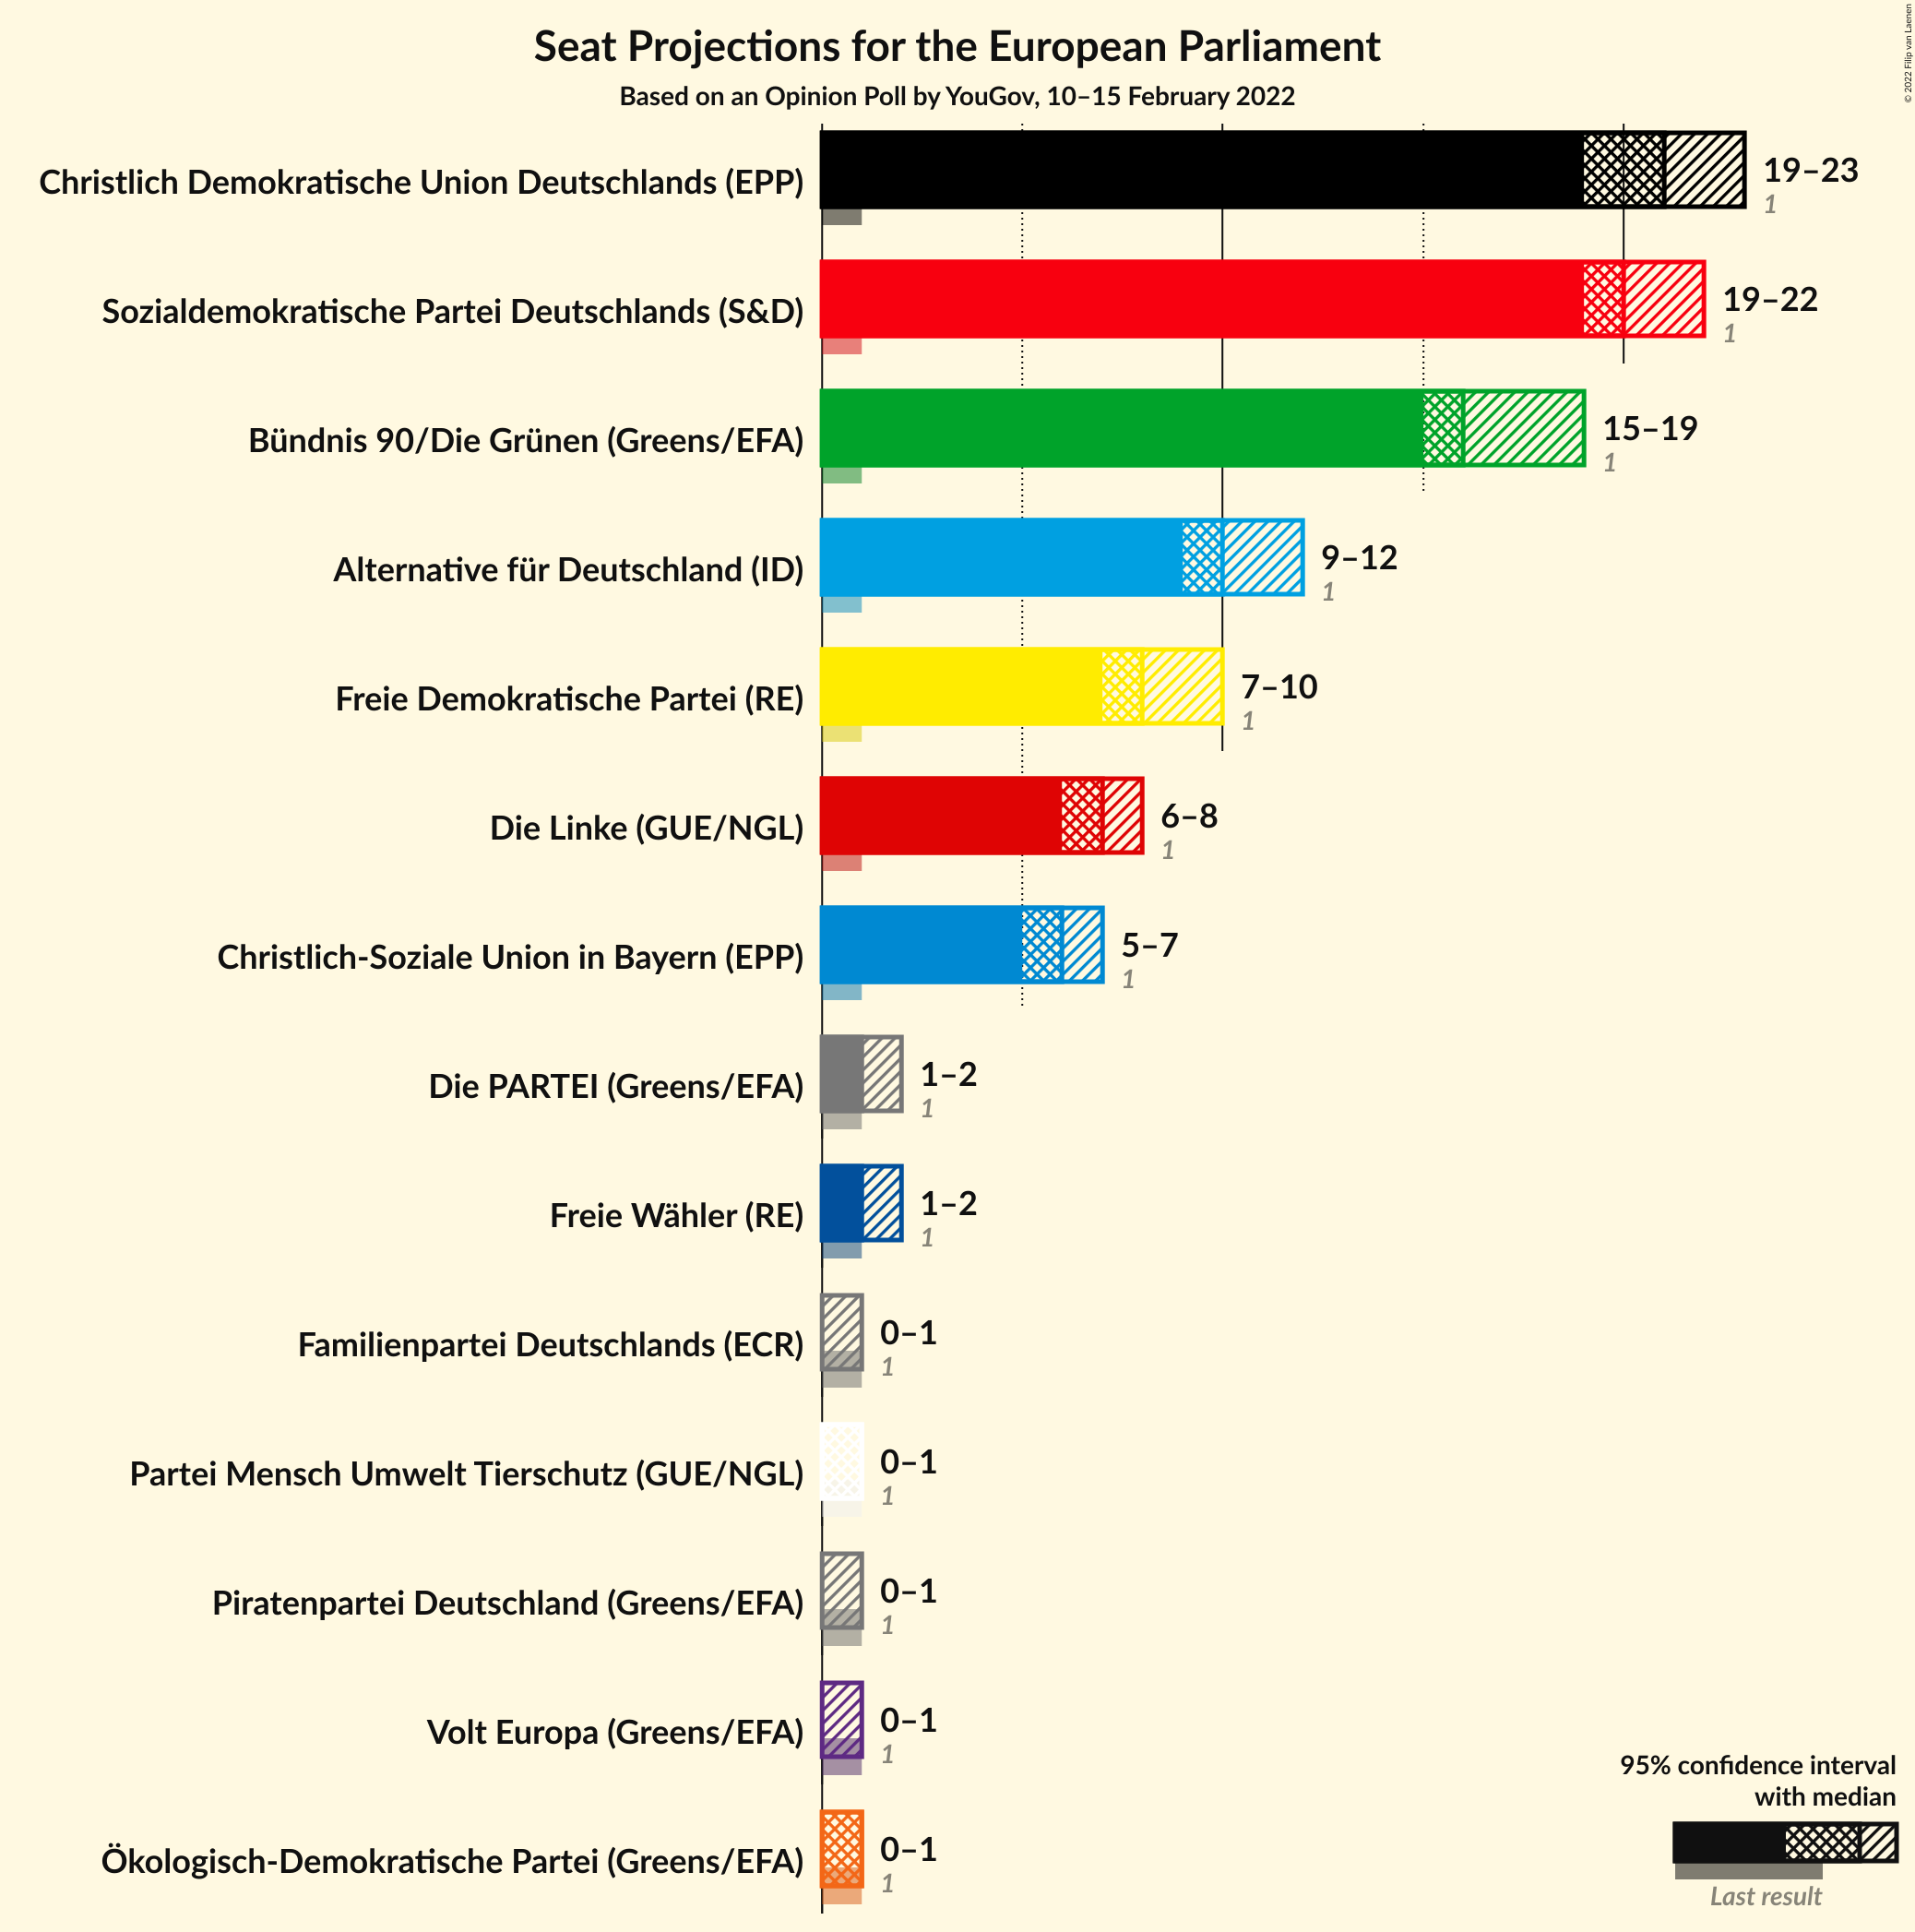 Seat Projections for the European Parliament
Based on an Opinion Poll by YouGov, 10–15 February 2022
© 2022 Filip van Laenen
Christlich Demokratische Union Deutschlands (EPP)
19–23
1
Sozialdemokratische Partei Deutschlands (S&D)
19–22
1
Bündnis 90/Die Grünen (Greens/EFA)
15–19
1
Alternative für Deutschland (ID)
9–12
1
Freie Demokratische Partei (RE)
7–10
1
Die Linke (GUE/NGL)
6–8
1
Christlich-Soziale Union in Bayern (EPP)
5–7
1
Die PARTEI (Greens/EFA)
1–2
1
Freie Wähler (RE)
1–2
1
Familienpartei Deutschlands (ECR)
0–1
1
Partei Mensch Umwelt Tierschutz (GUE/NGL)
0–1
1
Piratenpartei Deutschland (Greens/EFA)
0–1
1
Volt Europa (Greens/EFA)
0–1
1
Ökologisch-Demokratische Partei (Greens/EFA)
0–1
1
95% confidence interval
with median
Last result